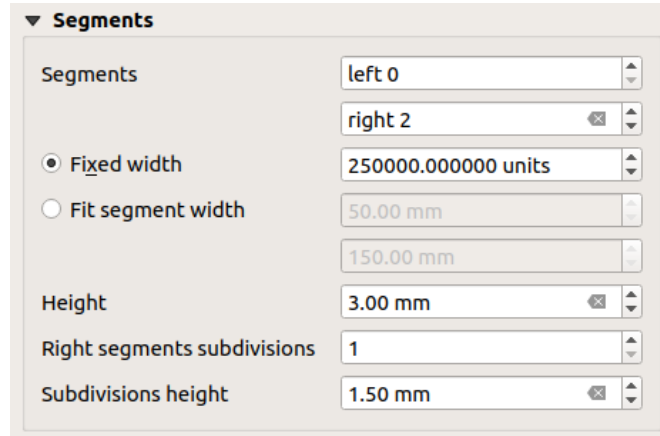 Segments
Segments left 0
right 2
Fixed width 250000.000000 units
Fit segment width 50.00 mm
150.00 mm
Height 3.00 mm
Right segments subdivisions 1
Subdivisions height 1.50 mm